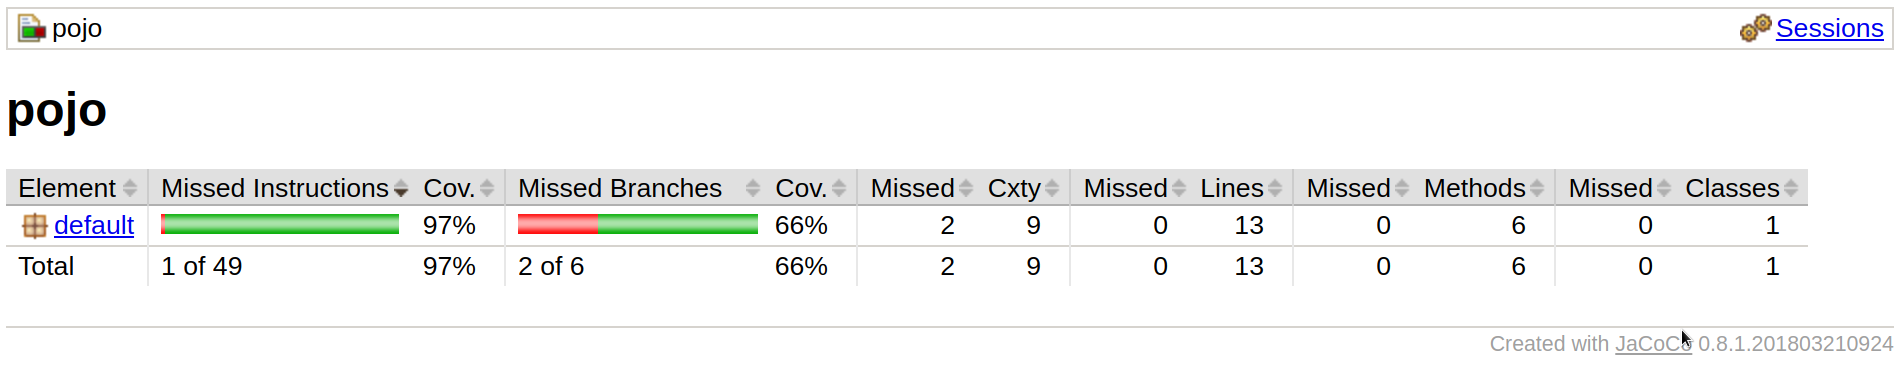 pojo Sessions
pojo
Element Missed Instructions Cov. Missed Branches Cov. Missed Cxty Missed Lines Missed Methods Missed Classes
default 97% 66% 2 9 0 13 0 6 0 1
Total 1 of 49 97% 2 of 6 66% 2 9 0 13 0 6 0 1
Created with JaCoCo 0.8.1.201803210924